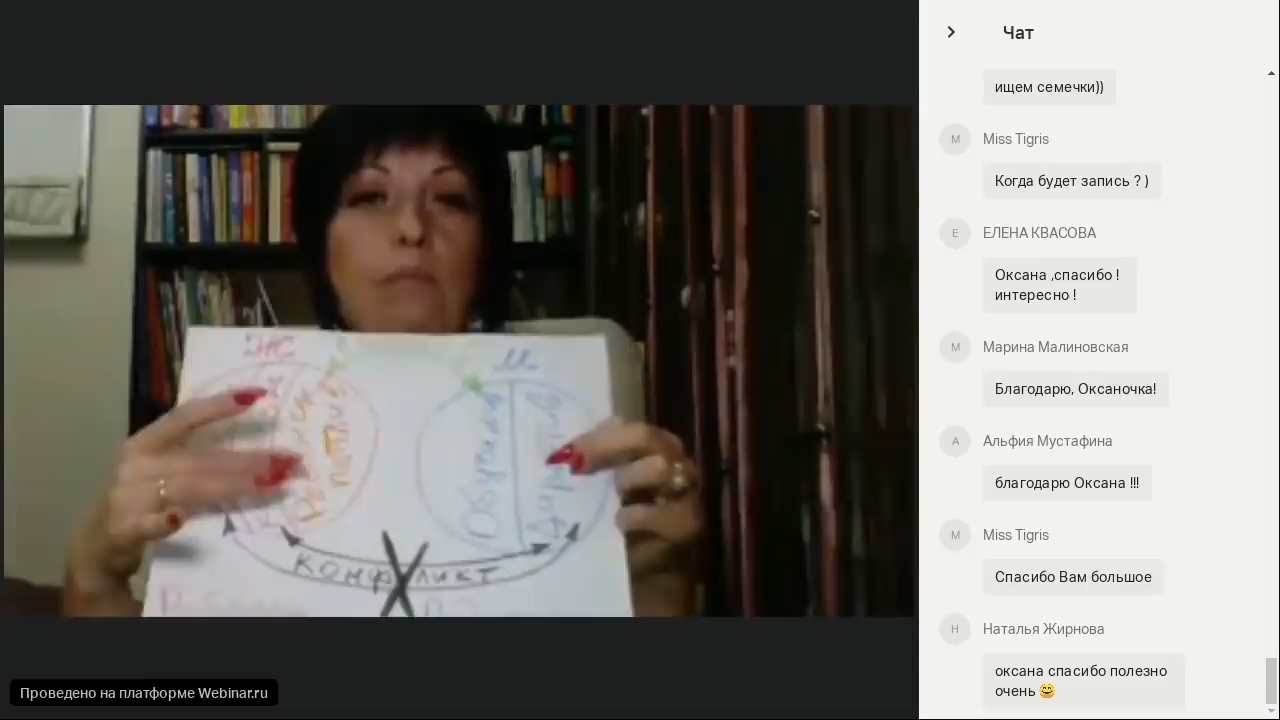 Ж
М
Обучать
КОНФЛИКТ
Проведено на платформе Webinar.ru
Чат
ищем семечки))
М
Miss Tigris
Когда будет запись ? )
Е
ЕЛЕНА КВАСОВА
Оксана ,спасибо !
интересно !
М
Марина Малиновская
Благодарю, Оксаночка!
А
Альфия Мустафина
благодарю Оксана !!!
М
Miss Tigris
Спасибо Вам большое
Н
Наталья Жирнова
оксана спасибо полезно
очень 😊